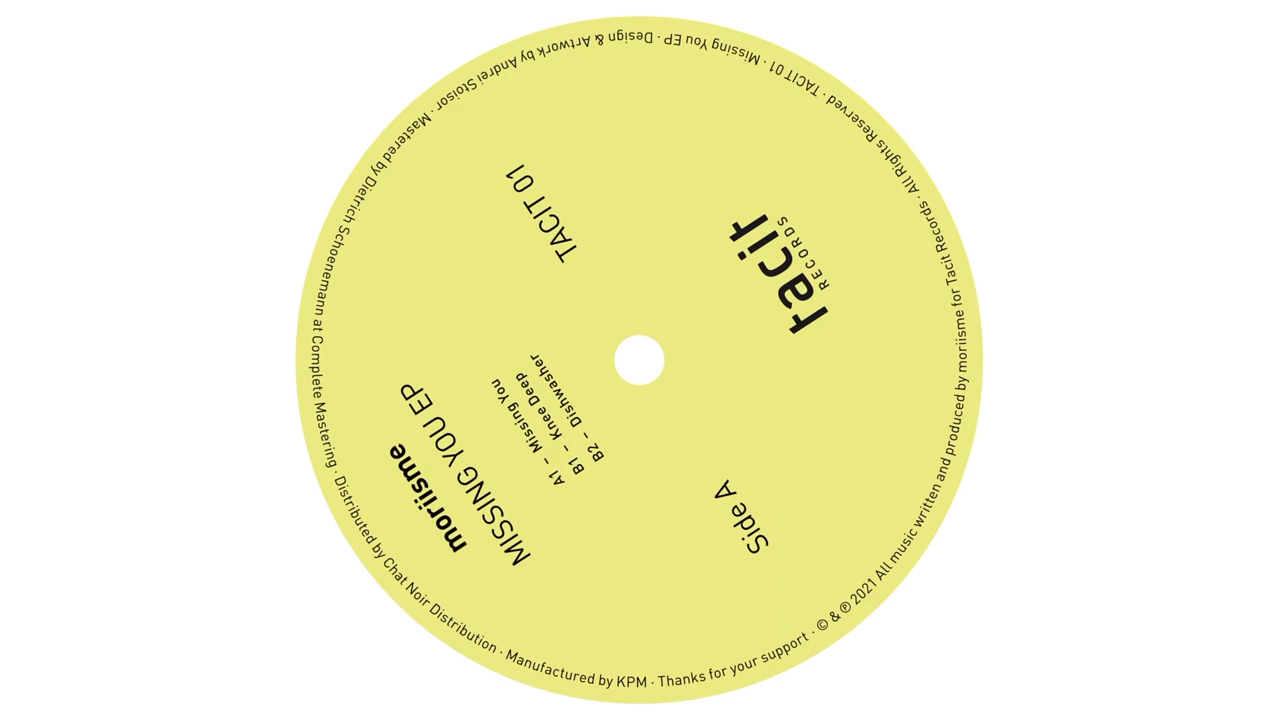 moriisme
MISSING YOU EP
A1 – Missing You
B1 – Knee Deep
B2 – Dishwasher
TACIT 01
Side A
tacit
RECORDS
© & ℗ 2021 All music written and produced by moriisme for Tacit Records · All Rights Reserved · TACIT 01 · Missing You EP · Design & Artwork by Andrei Stoisor · Mastered by Dietrich Schoenemann at Complete Mastering · Distributed by Chat Noir Distribution · Manufactured by KPM · Thanks for your support ·